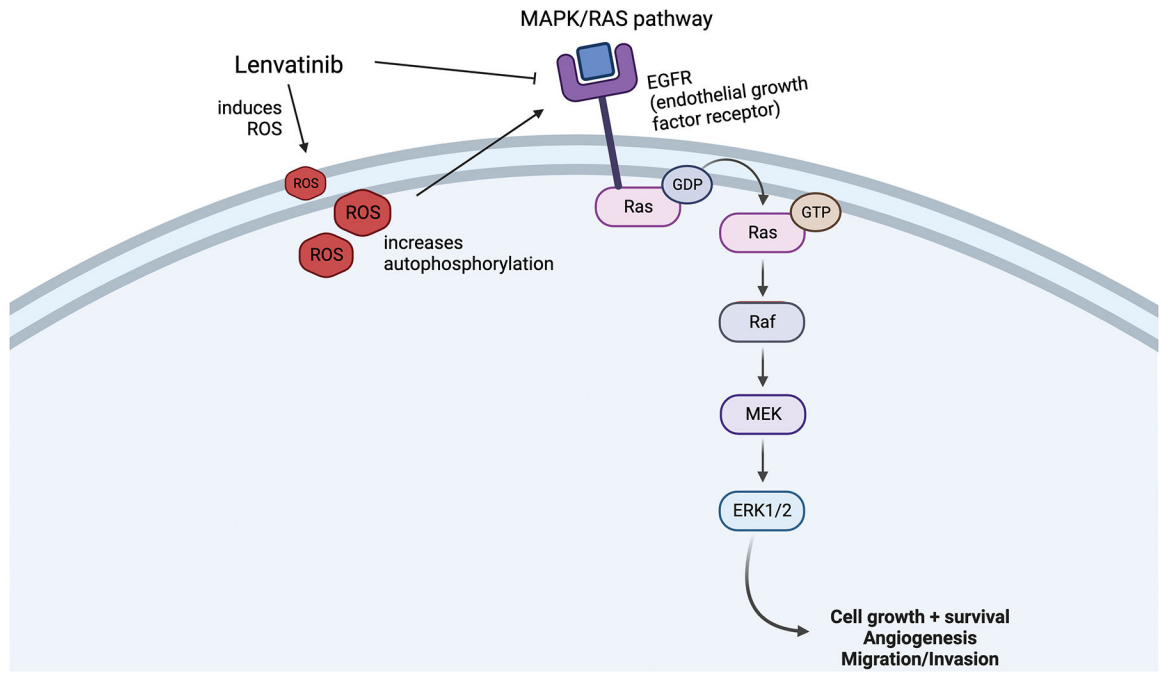 MAPK/RAS pathway
Lenvatinib
EGFR
(endothelial growth
factor receptor)
induces
ROS
ROS
ROS
ROS
increases
autophosphorylation
Ras
GDP
Ras
GTP
Raf
MEK
ERK1/2
Cell growth + survival
Angiogenesis
Migration/Invasion